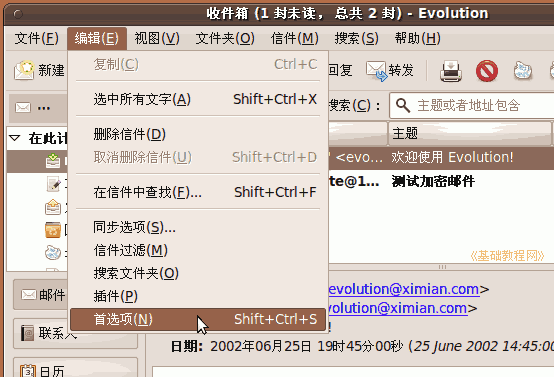 收件箱 (1 封未读， 总共 2 封) - Evolution
文件(F) 编辑(E) 视图(V) 文件夹(O) 信件(M) 搜索(S) 帮助(H)
新建 回复 转发
复制(C) Ctrl+C
选中所有文字(A) Shift+Ctrl+X
删除信件(D)
取消删除信件(U) Shift+Ctrl+D
在信件中查找(F)... Shift+Ctrl+F
同步选项(S)...
信件过滤(M)
搜索文件夹(O)
插件(P)
首选项(N) Shift+Ctrl+S
... 搜索(C)： 主题或者地址包含
在此计 主题
" <evo... 欢迎使用 Evolution!
te@1... 测试加密邮件
《基础教程网》
邮件 evolution@ximian.com>
evolution@ximian.com>
联系人 !
日期: 2002年06月25日 19时45分00秒 (25 June 2002 14:45:00
日历